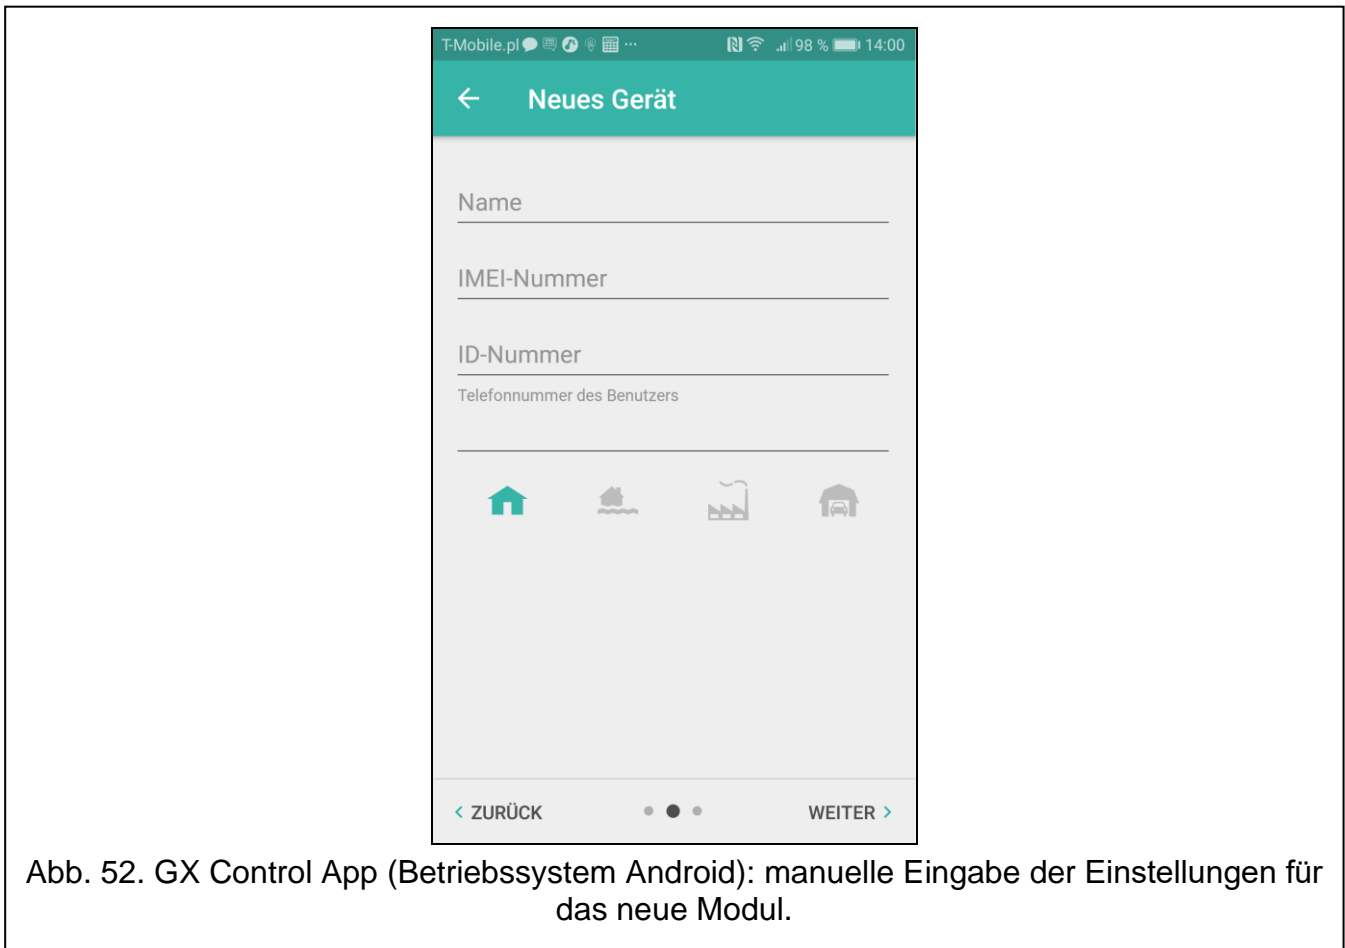 T-Mobile.pl ... 98 % 14:00
Neues Gerät
Name
IMEI-Nummer
ID-Nummer
Telefonnummer des Benutzers
< ZURÜCK WEITER >
Abb. 52. GX Control App (Betriebssystem Android): manuelle Eingabe der Einstellungen für
das neue Modul.